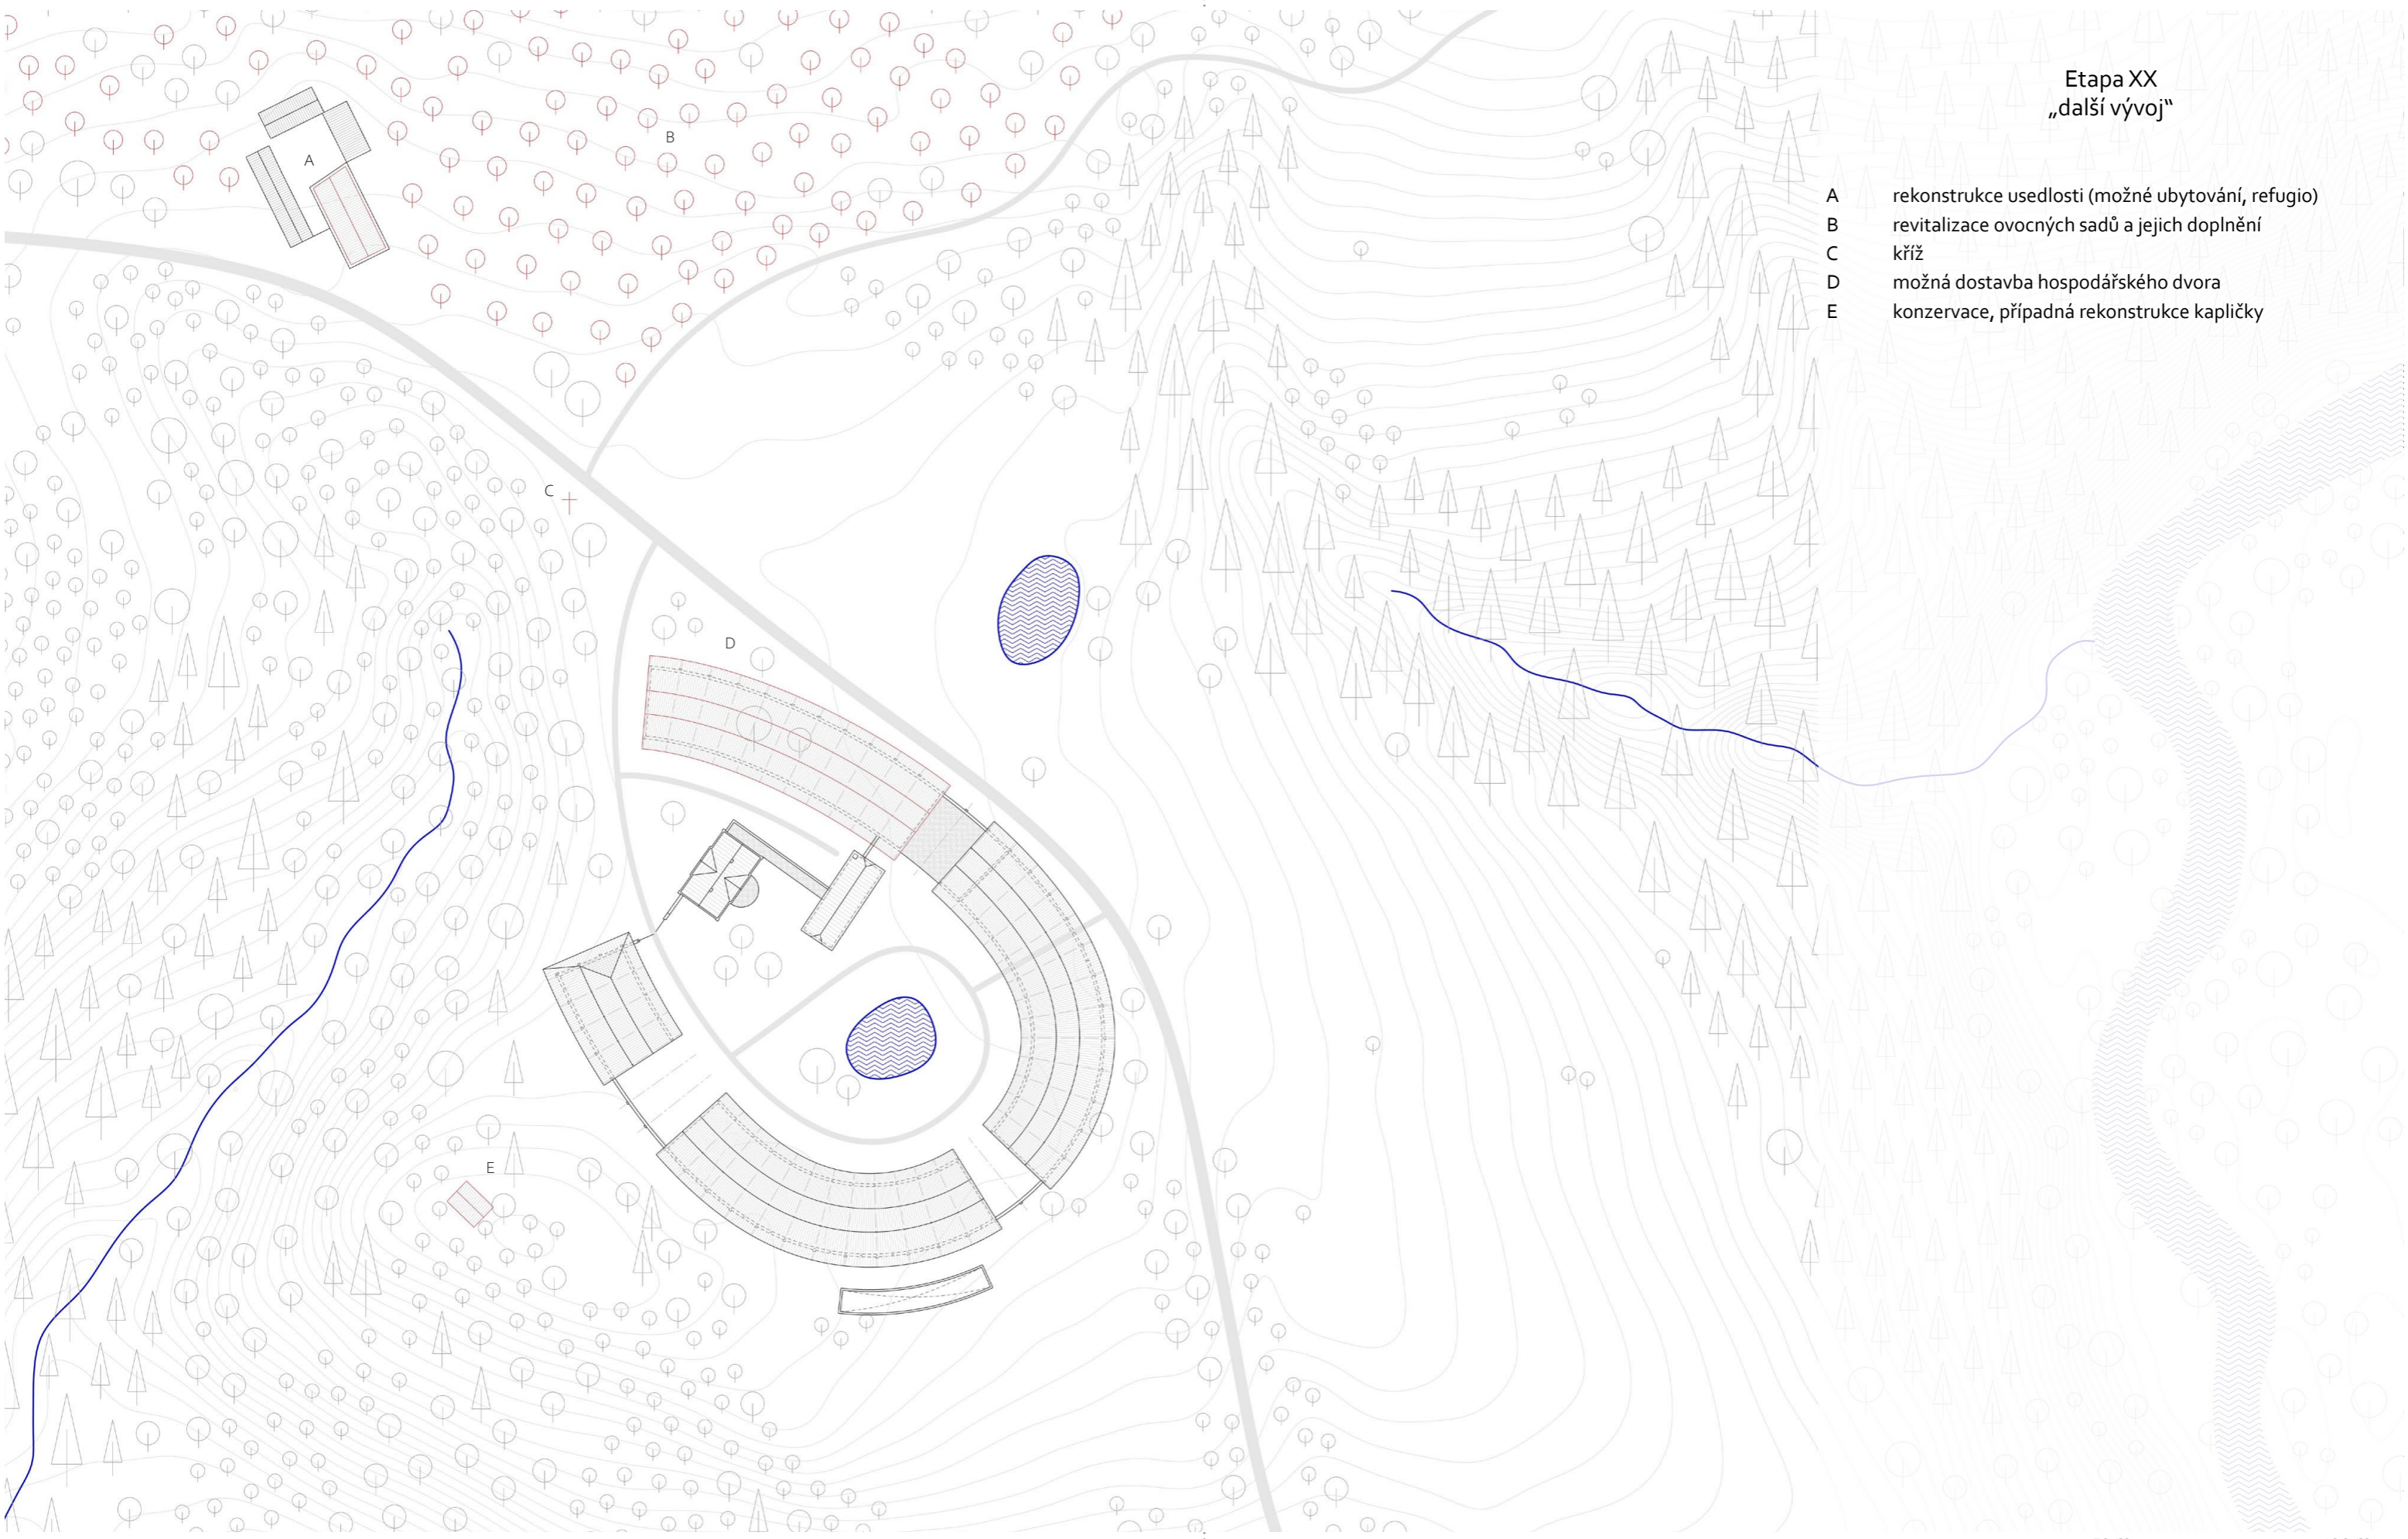 Etapa XX
„další vývoj“
A rekonstrukce usedlosti (možné ubytování, refugio)
B revitalizace ovocných sadů a jejich doplnění
C kříž
D možná dostavba hospodářského dvora
E konzervace, případná rekonstrukce kapličky
B
A
C
D
E